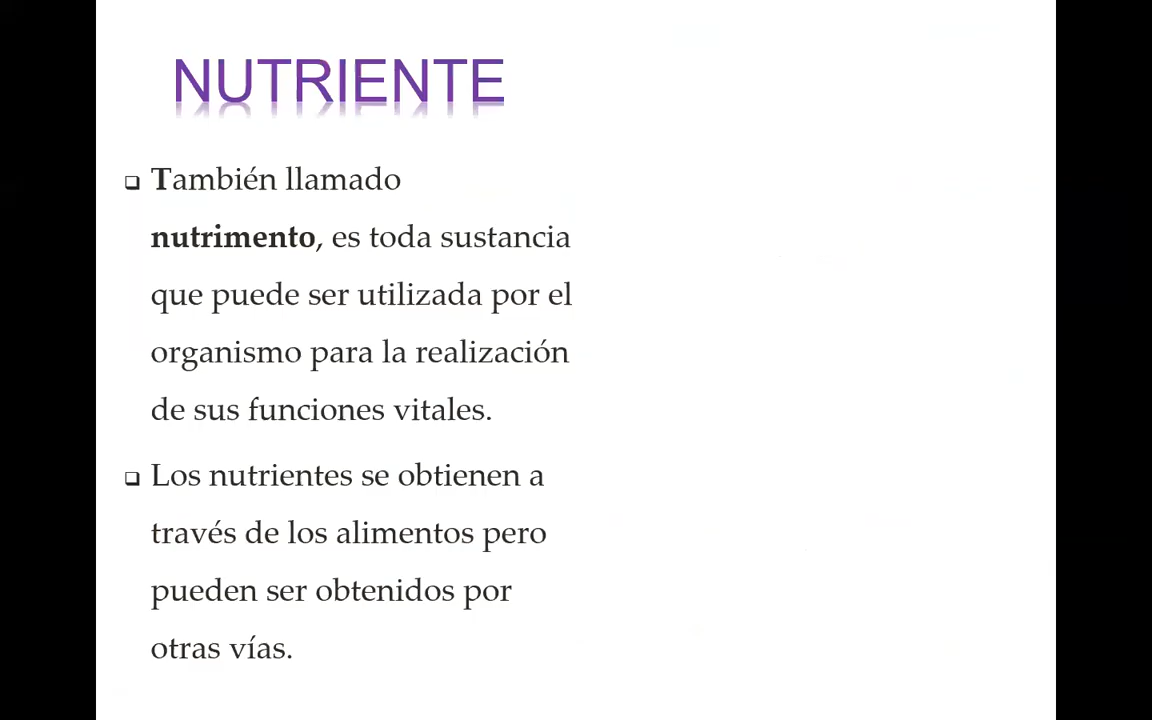 NUTRIENTE
También llamado
nutrimento, es toda sustancia
que puede ser utilizada por el
organismo para la realización
de sus funciones vitales.
Los nutrientes se obtienen a
través de los alimentos pero
pueden ser obtenidos por
otras vías.